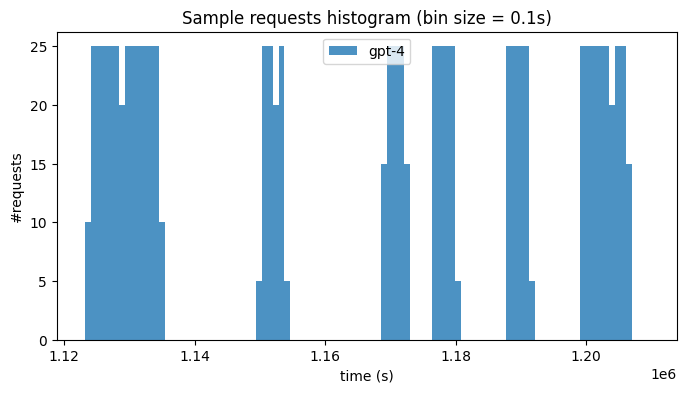 Sample requests histogram (bin size = 0.1s)
gpt-4
#requests
25
20
15
10
5
0
1.12 1.14 1.16 1.18 1.20
1e6
time (s)